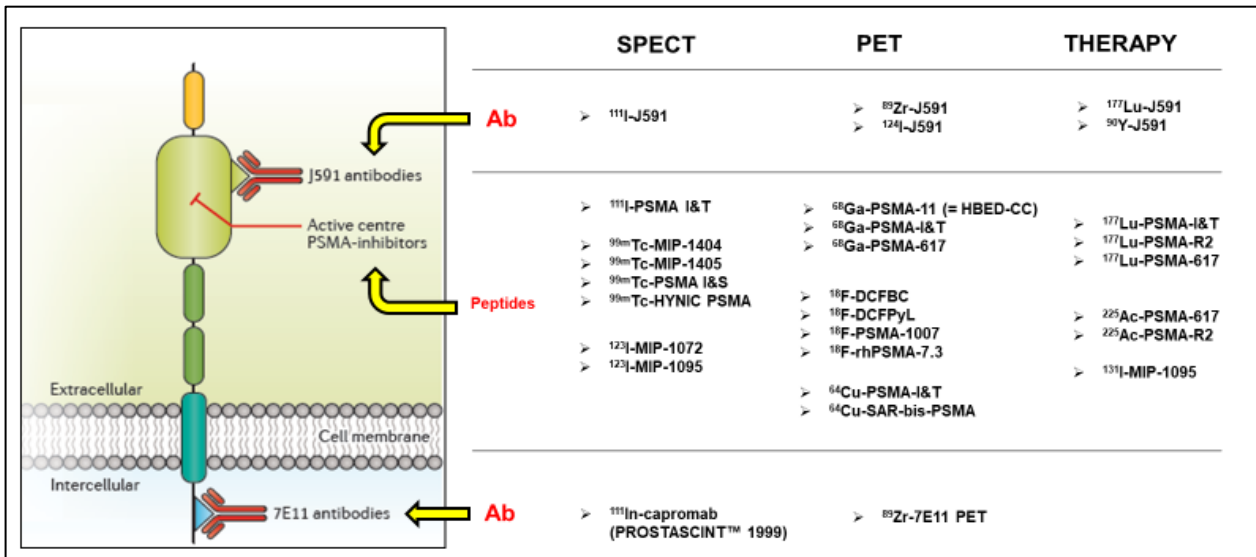 SPECT PET THERAPY
Ab
➢ ¹¹¹I-J591
➢ ⁸⁹Zr-J591
➢ ¹²⁴I-J591
➢ ¹⁷⁷Lu-J591
➢ ⁹⁰Y-J591
J591 antibodies
Active centre
PSMA-inhibitors
Peptides
➢ ¹¹¹I-PSMA I&T
➢ ⁹⁹ᵐTc-MIP-1404
➢ ⁹⁹ᵐTc-MIP-1405
➢ ⁹⁹ᵐTc-PSMA I&S
➢ ⁹⁹ᵐTc-HYNIC PSMA
➢ ¹²³I-MIP-1072
➢ ¹²³I-MIP-1095
➢ ⁶⁸Ga-PSMA-11 (= HBED-CC)
➢ ⁶⁸Ga-PSMA-I&T
➢ ⁶⁸Ga-PSMA-617
➢ ¹⁸F-DCFBC
➢ ¹⁸F-DCFPyL
➢ ¹⁸F-PSMA-1007
➢ ¹⁸F-rhPSMA-7.3
➢ ⁶⁴Cu-PSMA-I&T
➢ ⁶⁴Cu-SAR-bis-PSMA
➢ ¹⁷⁷Lu-PSMA-I&T
➢ ¹⁷⁷Lu-PSMA-R2
➢ ¹⁷⁷Lu-PSMA-617
➢ ²²⁵Ac-PSMA-617
➢ ²²⁵Ac-PSMA-R2
➢ ¹³¹I-MIP-1095
Extracellular
Cell membrane
Intercellular
7E11 antibodies
Ab
➢ ¹¹¹In-capromab
(PROSTASCINT™ 1999)
➢ ⁸⁹Zr-7E11 PET